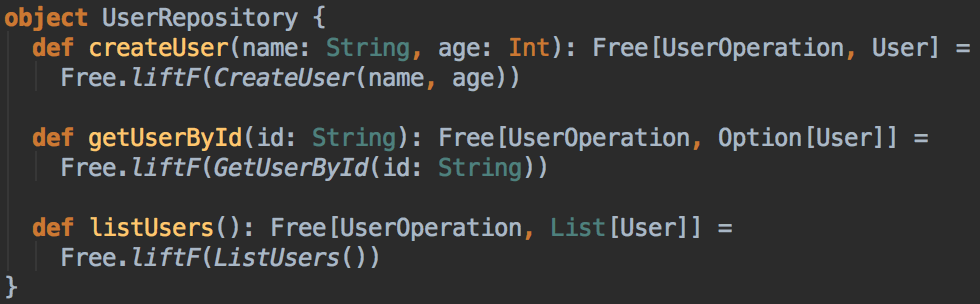 object UserRepository {
  def createUser(name: String, age: Int): Free[UserOperation, User] =
    Free.liftF(CreateUser(name, age))

  def getUserById(id: String): Free[UserOperation, Option[User]] =
    Free.liftF(GetUserById(id: String))

  def listUsers(): Free[UserOperation, List[User]] =
    Free.liftF(ListUsers())
}